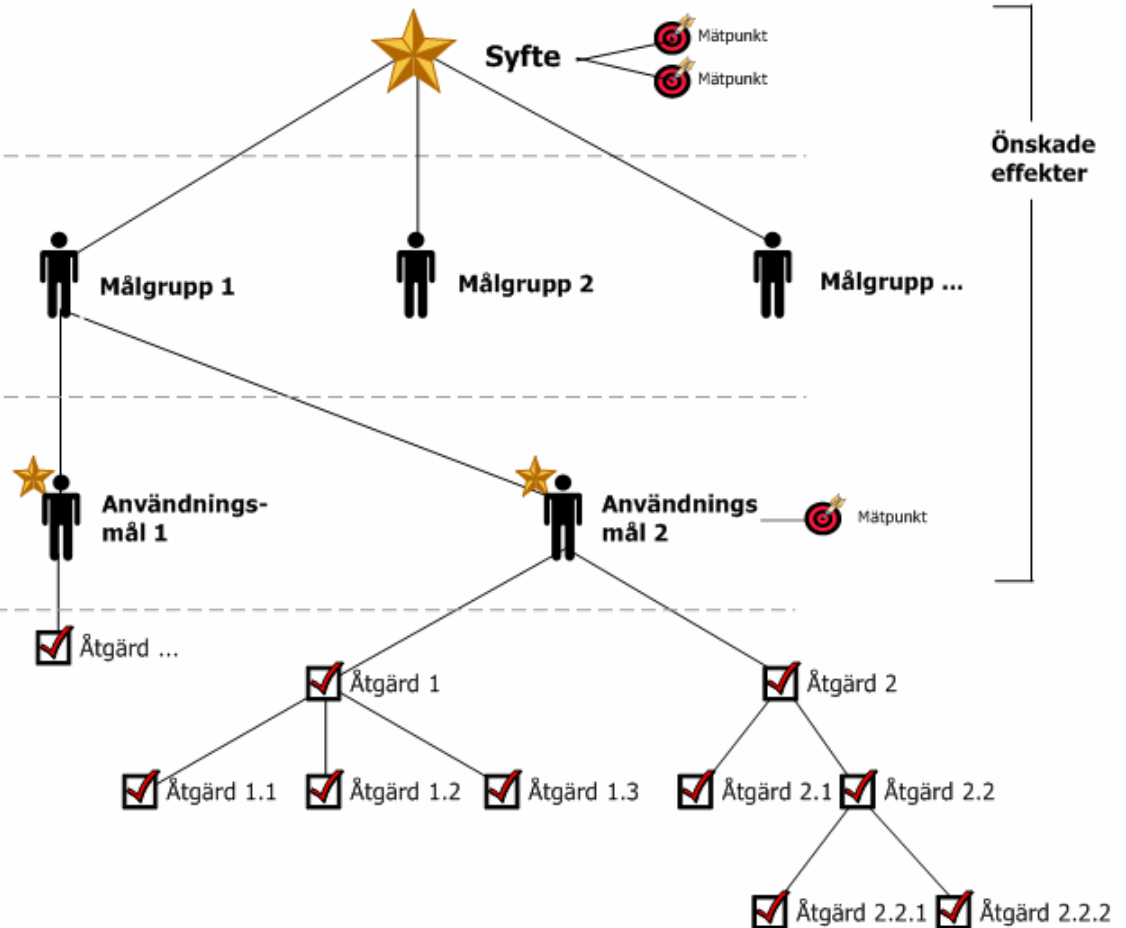 Syfte
Mätpunkt
Mätpunkt
Önskade
effekter
Målgrupp 1
Målgrupp 2
Målgrupp ...
Användnings-
mål 1
Användnings
mål 2
Mätpunkt
Åtgärd ...
Åtgärd 1
Åtgärd 2
Åtgärd 1.1
Åtgärd 1.2
Åtgärd 1.3
Åtgärd 2.1
Åtgärd 2.2
Åtgärd 2.2.1
Åtgärd 2.2.2